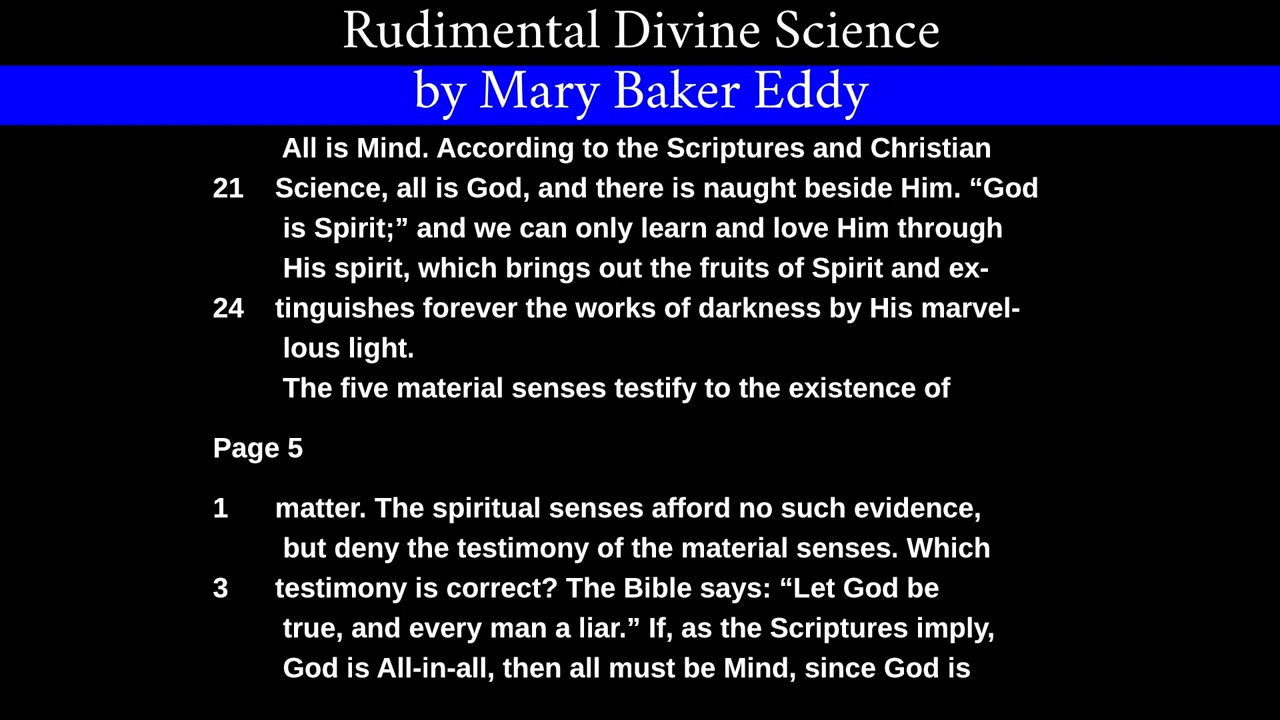 Rudimental Divine Science
by Mary Baker Eddy
All is Mind. According to the Scriptures and Christian
21 Science, all is God, and there is naught beside Him. “God
is Spirit;” and we can only learn and love Him through
His spirit, which brings out the fruits of Spirit and ex-
24 tinguishes forever the works of darkness by His marvel-
lous light.
The five material senses testify to the existence of
Page 5
1 matter. The spiritual senses afford no such evidence,
but deny the testimony of the material senses. Which
3 testimony is correct? The Bible says: “Let God be
true, and every man a liar.” If, as the Scriptures imply,
God is All-in-all, then all must be Mind, since God is